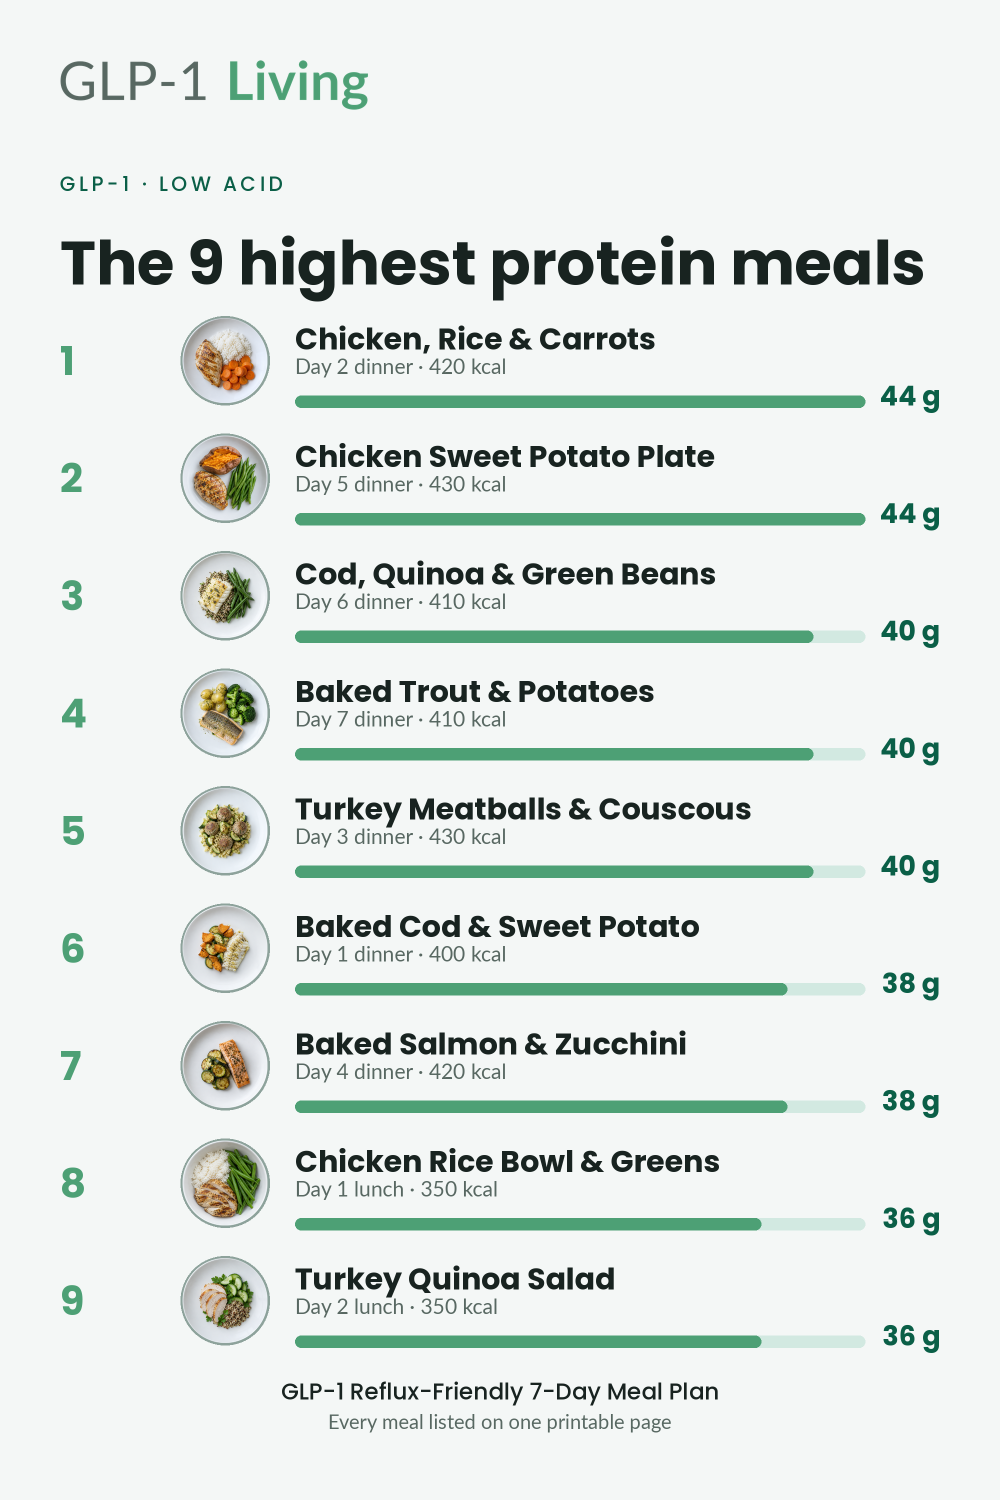 GLP-1 Living
GLP-1 · LOW ACID
The 9 highest protein meals
1
Chicken, Rice & Carrots
Day 2 dinner · 420 kcal
44 g
2
Chicken Sweet Potato Plate
Day 5 dinner · 430 kcal
44 g
3
Cod, Quinoa & Green Beans
Day 6 dinner · 410 kcal
40 g
4
Baked Trout & Potatoes
Day 7 dinner · 410 kcal
40 g
5
Turkey Meatballs & Couscous
Day 3 dinner · 430 kcal
40 g
6
Baked Cod & Sweet Potato
Day 1 dinner · 400 kcal
38 g
7
Baked Salmon & Zucchini
Day 4 dinner · 420 kcal
38 g
8
Chicken Rice Bowl & Greens
Day 1 lunch · 350 kcal
36 g
9
Turkey Quinoa Salad
Day 2 lunch · 350 kcal
36 g
GLP-1 Reflux-Friendly 7-Day Meal Plan
Every meal listed on one printable page